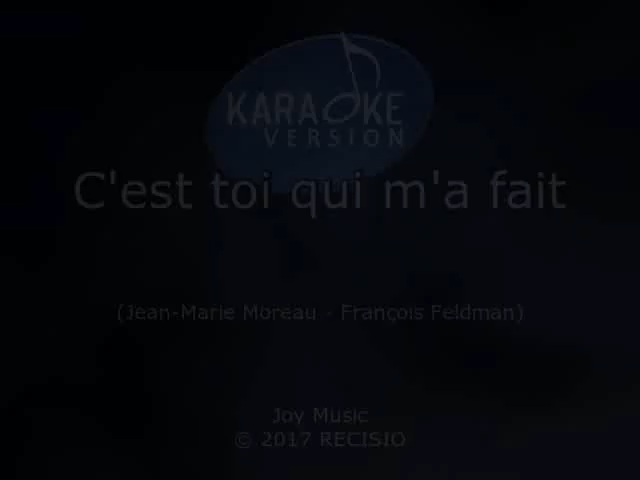 KARAOKE
VERSION
C'est toi qui m'a fait
(Jean-Marie Moreau - François Feldman)
Joy Music
© 2017 RECISIO